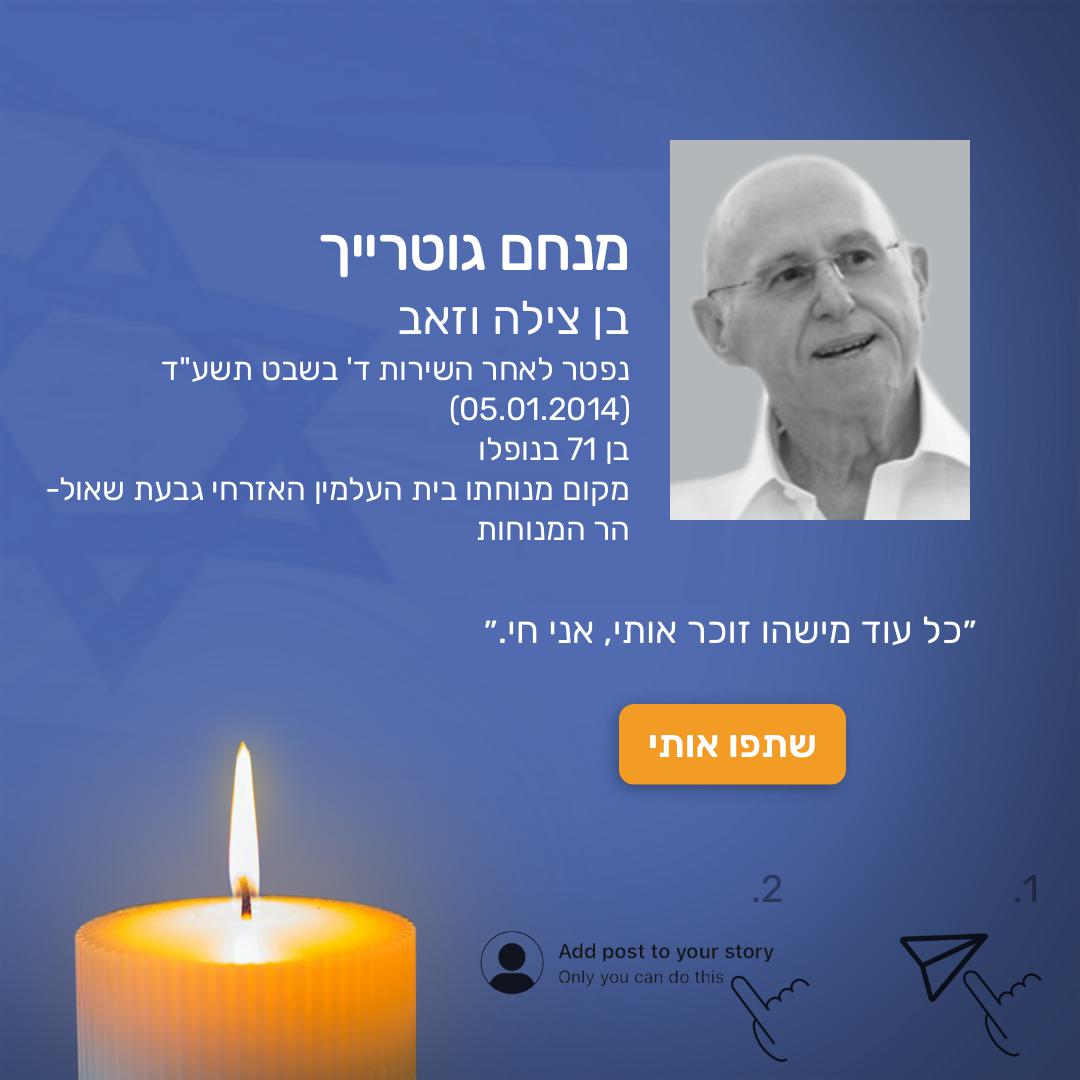 מנחם גוטרייך
בן צילה וזאב
נפטר לאחר השירות ד' בשבט תשע"ד
(05.01.2014)
בן 71 בנופלו
מקום מנוחתו בית העלמין האזרחי גבעת שאול-
הר המנוחות
״כל עוד מישהו זוכר אותי, אני חי.״
שתפו אותי
1.
2.
Add post to your story
Only you can do this